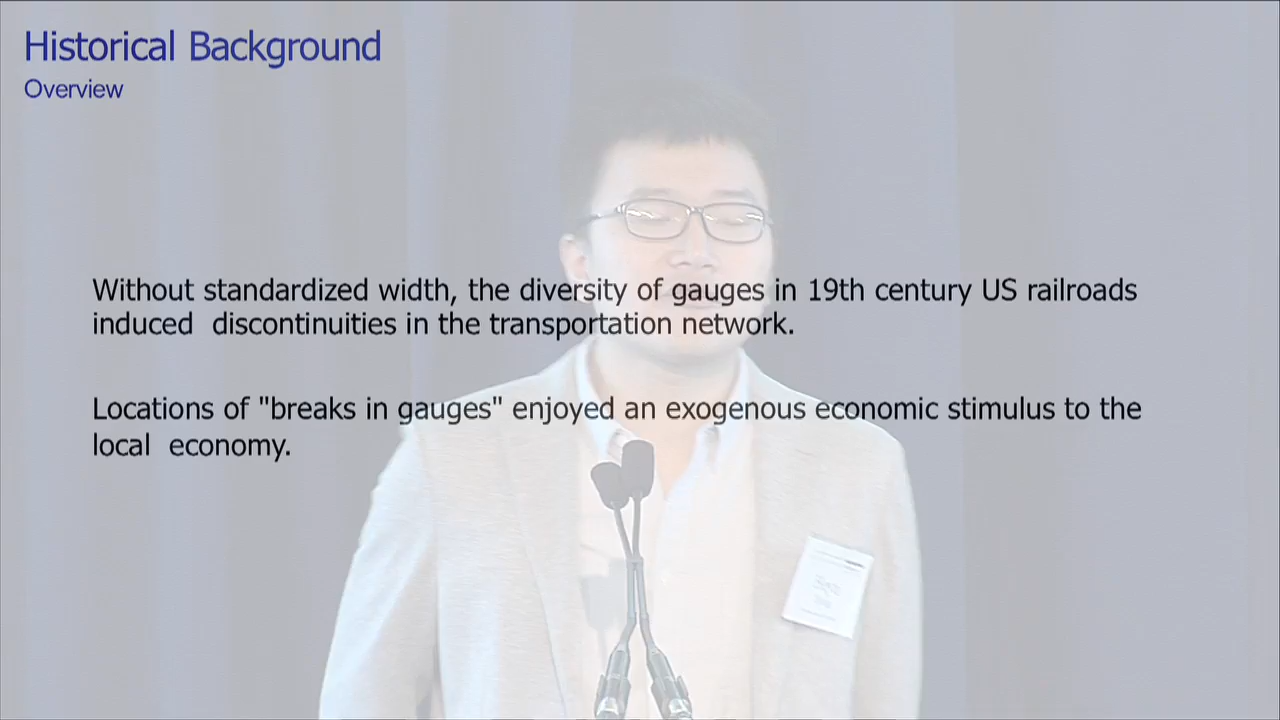 Historical Background
Overview
Without standardized width, the diversity of gauges in 19th century US railroads
induced  discontinuities in the transportation network.
Locations of "breaks in gauges" enjoyed an exogenous economic stimulus to the
local  economy.